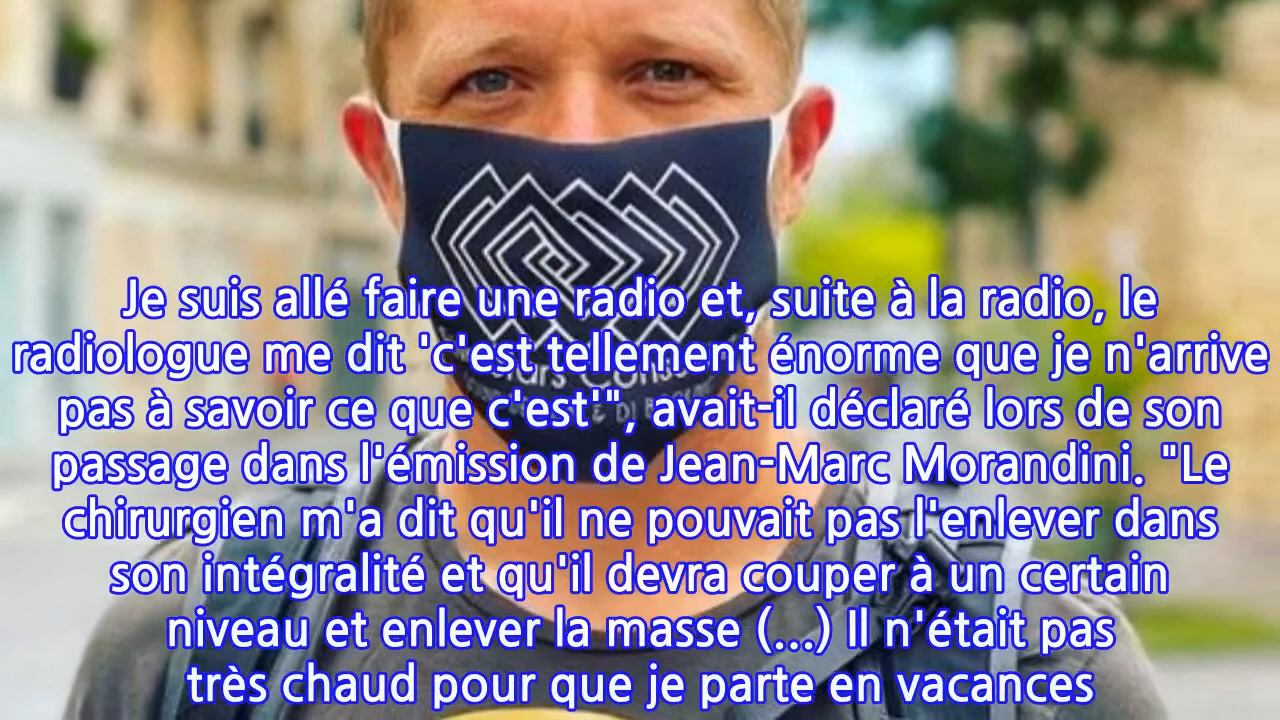 Je suis allé faire une radio et, suite à la radio, le
radiologue me dit 'c'est tellement énorme que je n'arrive
pas à savoir ce que c'est'", avait-il déclaré lors de son
passage dans l'émission de Jean-Marc Morandini. "Le
chirurgien m'a dit qu'il ne pouvait pas l'enlever dans
son intégralité et qu'il devra couper à un certain
niveau et enlever la masse (...) Il n'était pas
très chaud pour que je parte en vacances